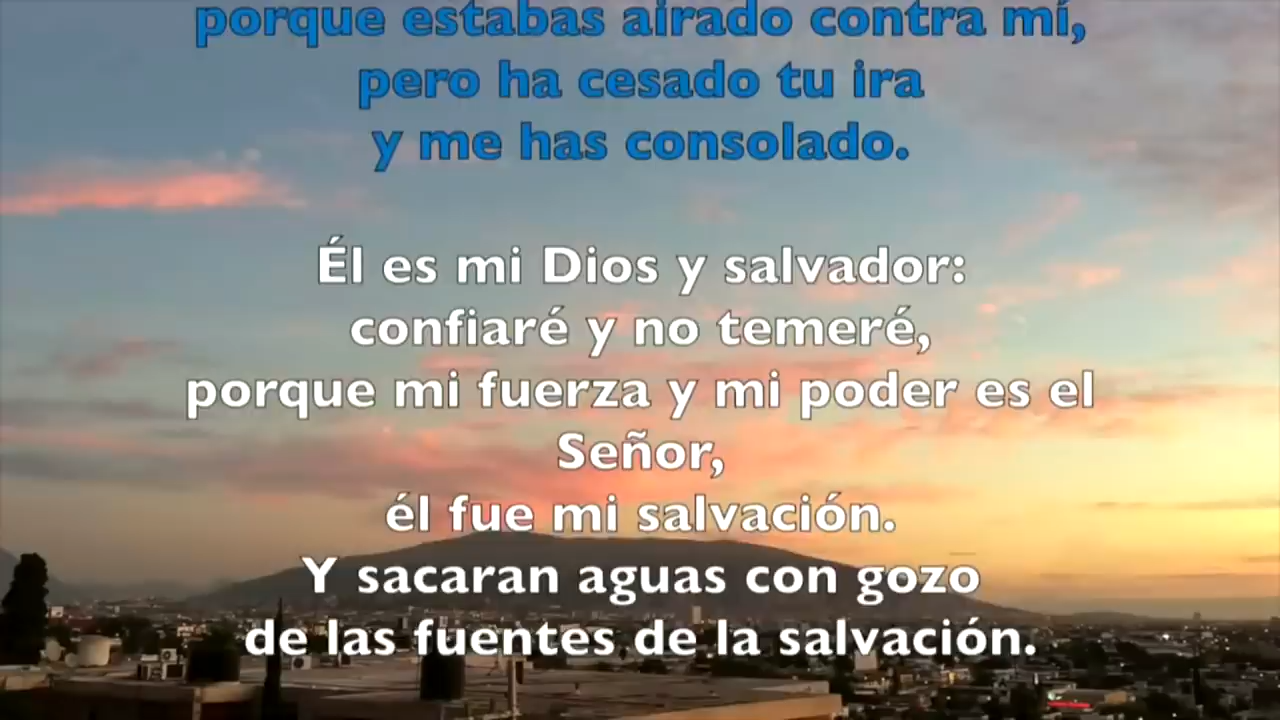 porque estabas airado contra mí,
pero ha cesado tu ira
y me has consolado.
Él es mi Dios y salvador:
confiaré y no temeré,
porque mi fuerza y mi poder es el
Señor,
él fue mi salvación.
Y sacaran aguas con gozo
de las fuentes de la salvación.